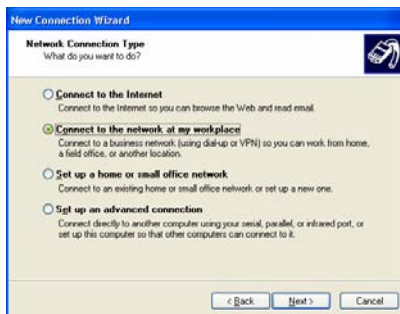 New Connection Wizard
Network Connection Type
What do you want to do?
Connect to the Internet
Connect to the Internet so you can browse the Web and read email.
Connect to the network at my workplace
Connect to a business network (using dial-up or VPN) so you can work from home,
a field office, or another location.
Set up a home or small office network
Connect to an existing home or small office network or set up a new one.
Set up an advanced connection
Connect directly to another computer using your serial, parallel, or infrared port, or
set up this computer so that other computers can connect to it.
< Back
Next >
Cancel